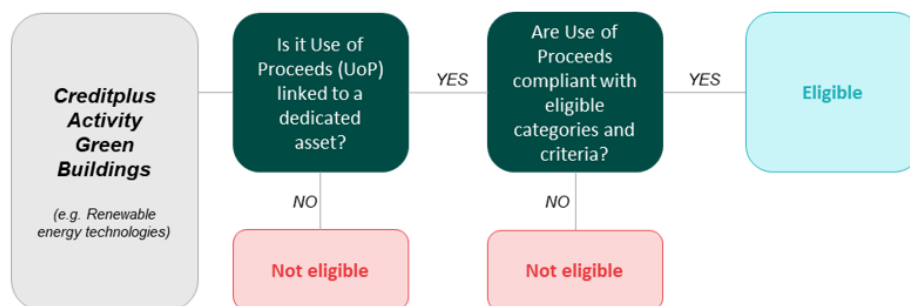 Creditplus
Activity
Green
Buildings
(e.g. Renewable
energy technologies)
Is it Use of
Proceeds (UoP)
linked to a
dedicated
asset?
YES
NO
Not eligible
Are Use of
Proceeds
compliant with
eligible
categories and
criteria?
YES
NO
Not eligible
Eligible